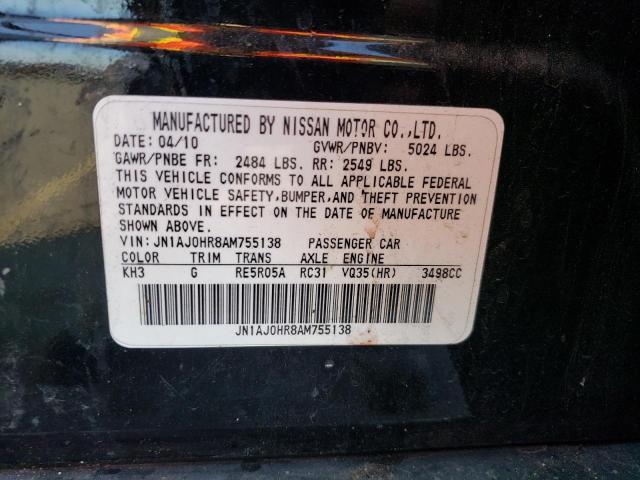 MANUFACTURED BY NISSAN MOTOR CO.,LTD.
DATE: 04/10 GVWR/PNBV: 5024 LBS.
GAWR/PNBE FR: 2484 LBS. RR: 2549 LBS.
THIS VEHICLE CONFORMS TO ALL APPLICABLE FEDERAL
MOTOR VEHICLE SAFETY,BUMPER,AND THEFT PREVENTION
STANDARDS IN EFFECT ON THE DATE OF MANUFACTURE
SHOWN ABOVE.
VIN: JN1AJ0HR8AM755138 PASSENGER CAR
COLOR TRIM TRANS AXLE ENGINE
KH3 G RE5R05A RC31 VQ35(HR) 3498CC
JN1AJ0HR8AM755138